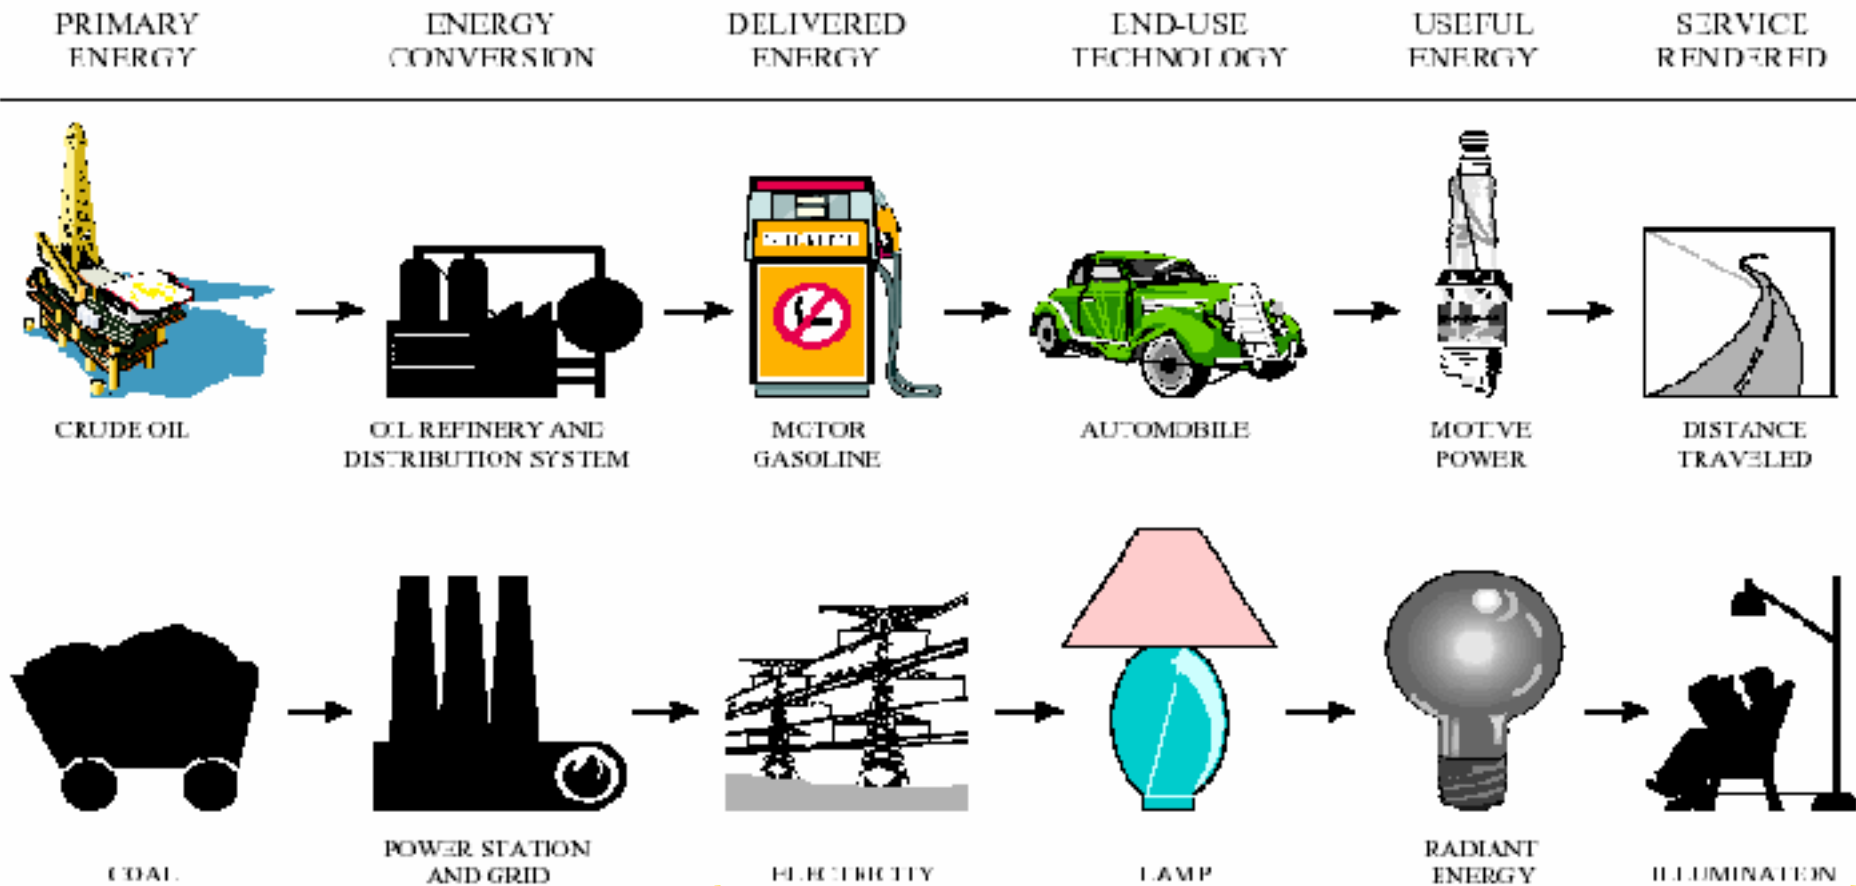 PRIMARY
ENERGY
ENERGY
CONVERSION
DELIVERED
ENERGY
END-USE
TECHNOLOGY
USEFUL
ENERGY
SERVICE
RENDERED
CRUDE OIL
OIL REFINERY AND
DISTRIBUTION SYSTEM
MOTOR
GASOLINE
AUTOMOBILE
MOTIVE
POWER
DISTANCE
TRAVELED
COAL
POWER STATION
AND GRID
ELECTRICITY
LAMP
RADIANT
ENERGY
ILLUMINATION